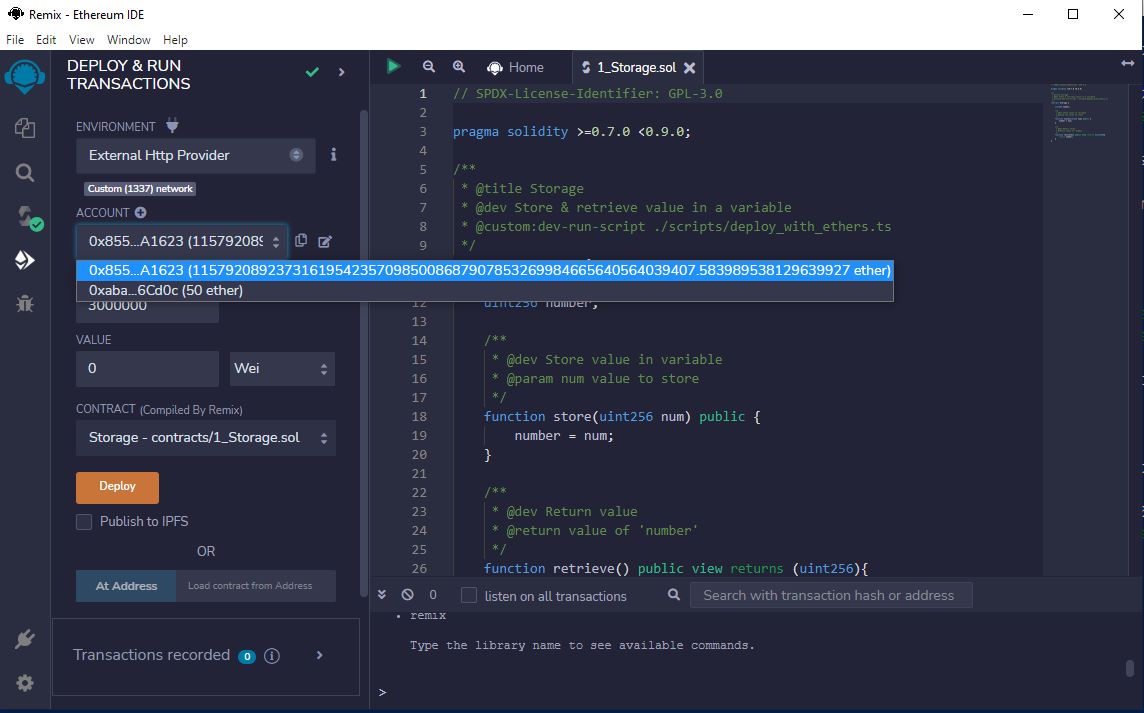 Remix - Ethereum IDE
File Edit View Window Help
DEPLOY & RUN
TRANSACTIONS
ENVIRONMENT
External Http Provider
i
Custom (1337) network
ACCOUNT
0x855...A1623 (115792089
0x855...A1623 (115792089237316195423570985008687907853269984665640564039407.583989538129639927 ether)
0xaba...6Cd0c (50 ether)
3000000
VALUE
0
Wei
CONTRACT (Compiled By Remix)
Storage - contracts/1_Storage.sol
Deploy
Publish to IPFS
OR
At Address
Load contract from Address
Transactions recorded 0 i
Home
1_Storage.sol
1 // SPDX-License-Identifier: GPL-3.0
2
3 pragma solidity >=0.7.0 <0.9.0;
4
5 /**
6 * @title Storage
7 * @dev Store & retrieve value in a variable
8 * @custom:dev-run-script ./scripts/deploy_with_ethers.ts
9 */
12 uint256 number;
13
14 /**
15 * @dev Store value in variable
16 * @param num value to store
17 */
18 function store(uint256 num) public {
19 number = num;
20 }
21
22 /**
23 * @dev Return value
24 * @return value of 'number'
25 */
26 function retrieve() public view returns (uint256){
0
listen on all transactions
Search with transaction hash or address
• remix
Type the library name to see available commands.
>